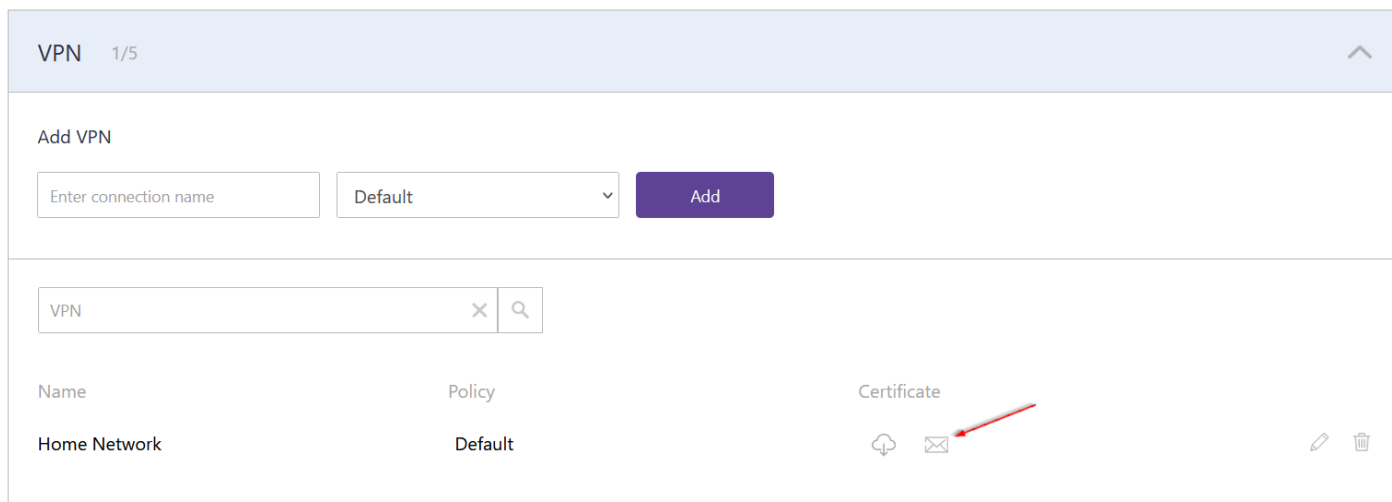 VPN 1/5
Add VPN
Enter connection name Default Add
VPN
Name Policy Certificate
Home Network Default